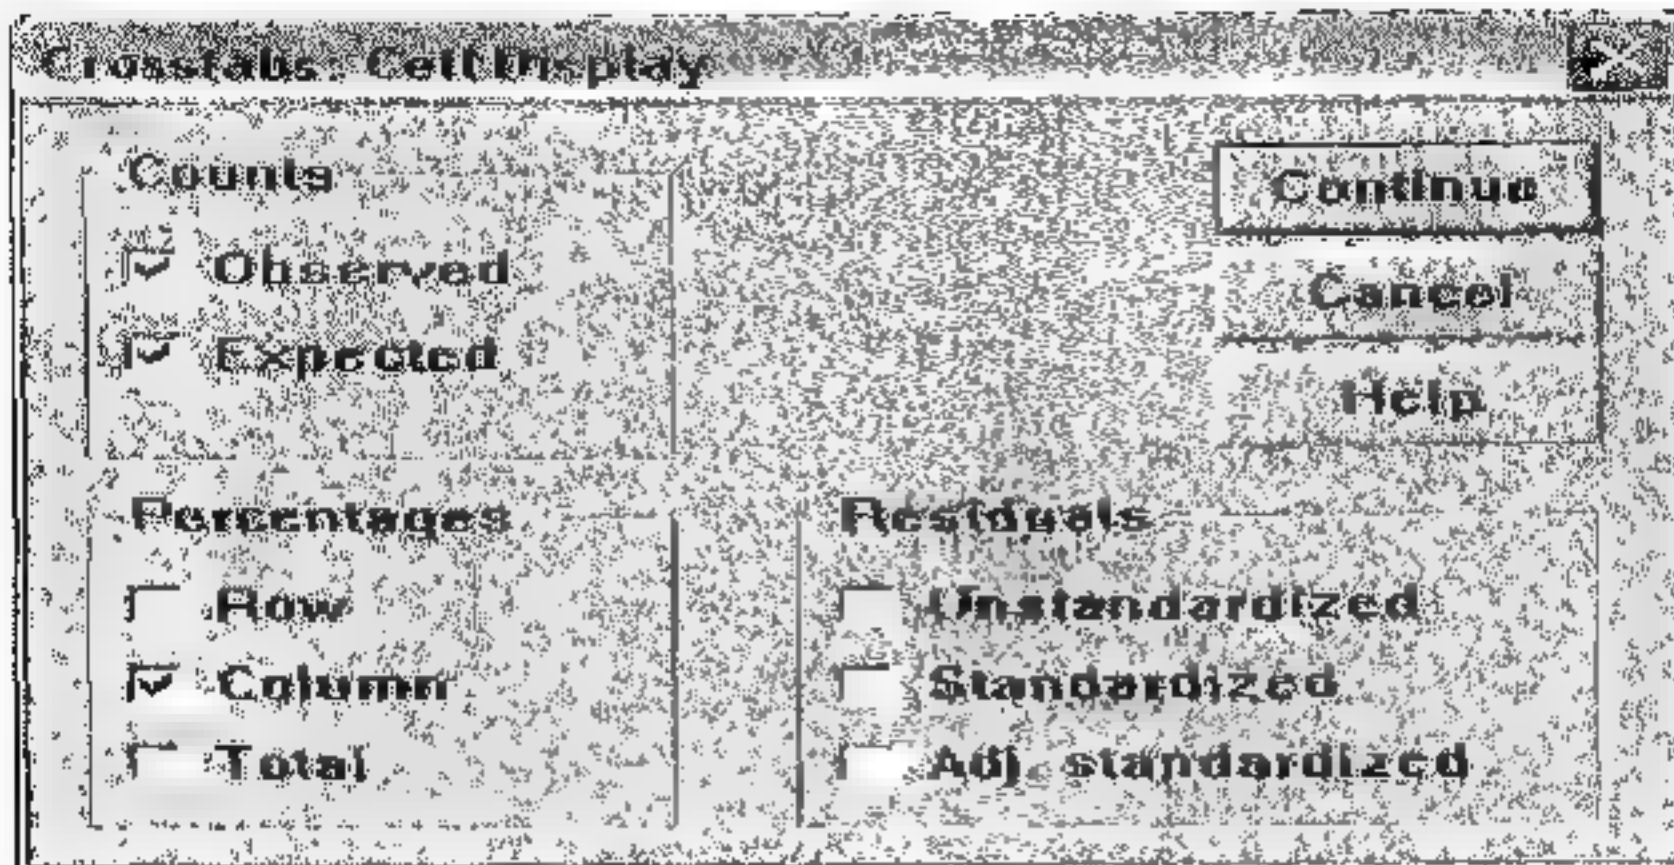 Crosstabs: Cell Display
Counts
Observed
Expected
Continue
Cancel
Help
Percentages
Row
Column
Total
Residuals
Unstandardized
Standardized
Adj. standardized